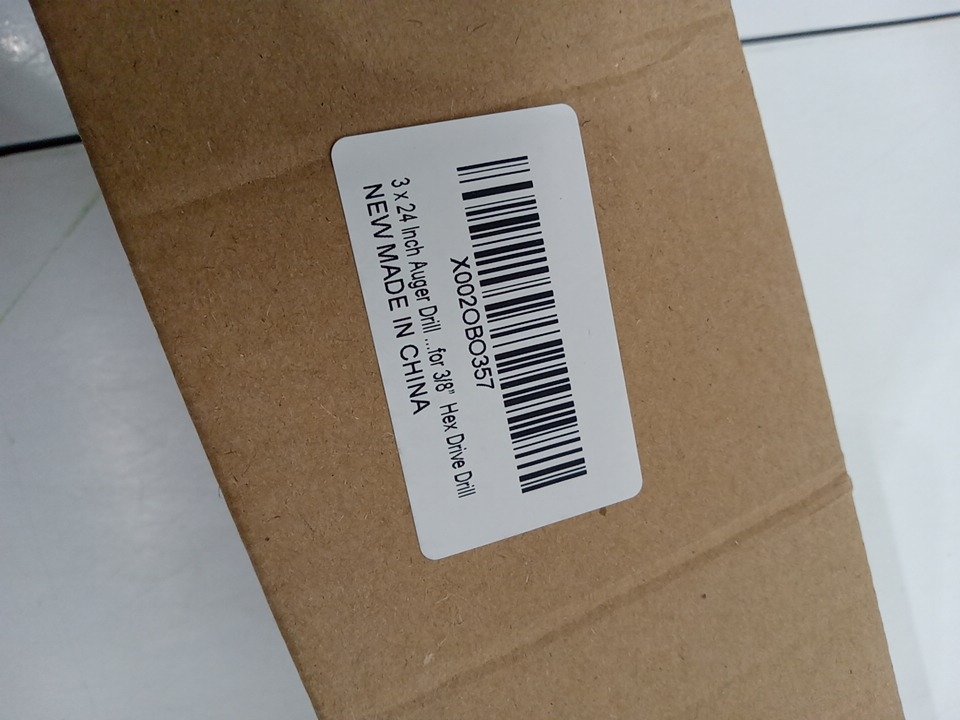 X002OBO357
3 x 24 Inch Auger Drill ...for 3/8" Hex Drive Drill
NEW MADE IN CHINA